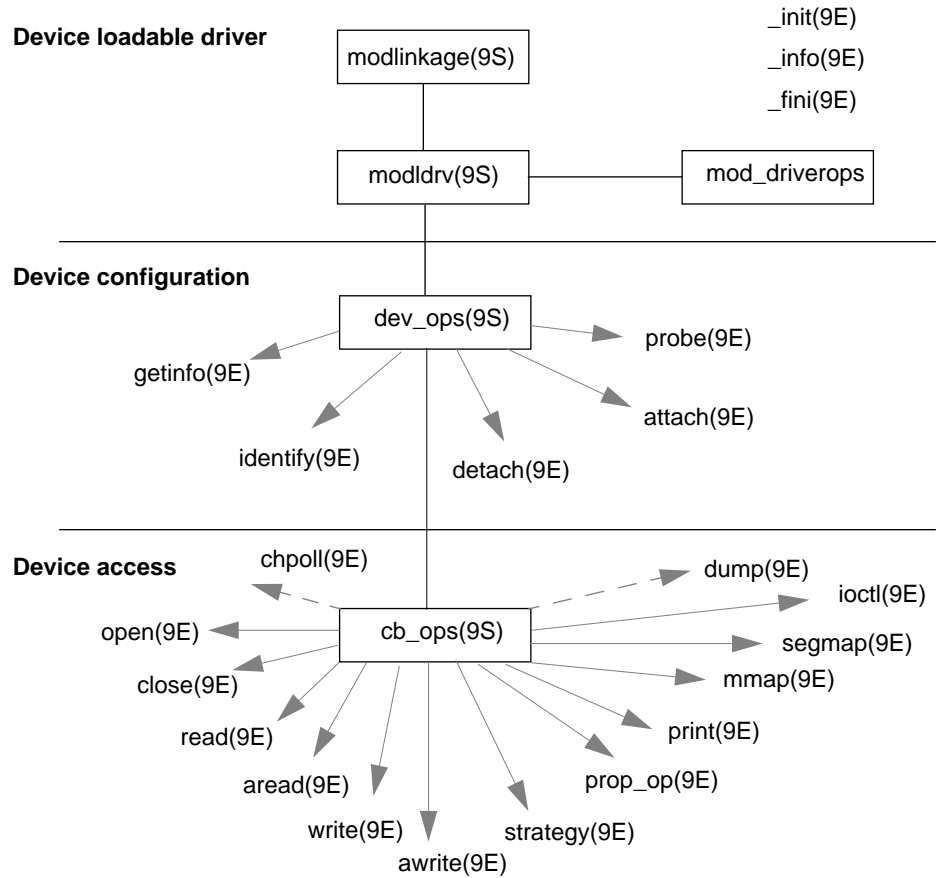 _init(9E)
Device loadable driver
modlinkage(9S)
_info(9E)
_fini(9E)
modldrv(9S)
mod_driverops
Device configuration
dev_ops(9S)
probe(9E)
getinfo(9E)
attach(9E)
identify(9E)
detach(9E)
Device access
chpoll(9E)
dump(9E)
ioctl(9E)
open(9E)
cb_ops(9S)
segmap(9E)
close(9E)
mmap(9E)
read(9E)
print(9E)
aread(9E)
prop_op(9E)
write(9E)
strategy(9E)
awrite(9E)